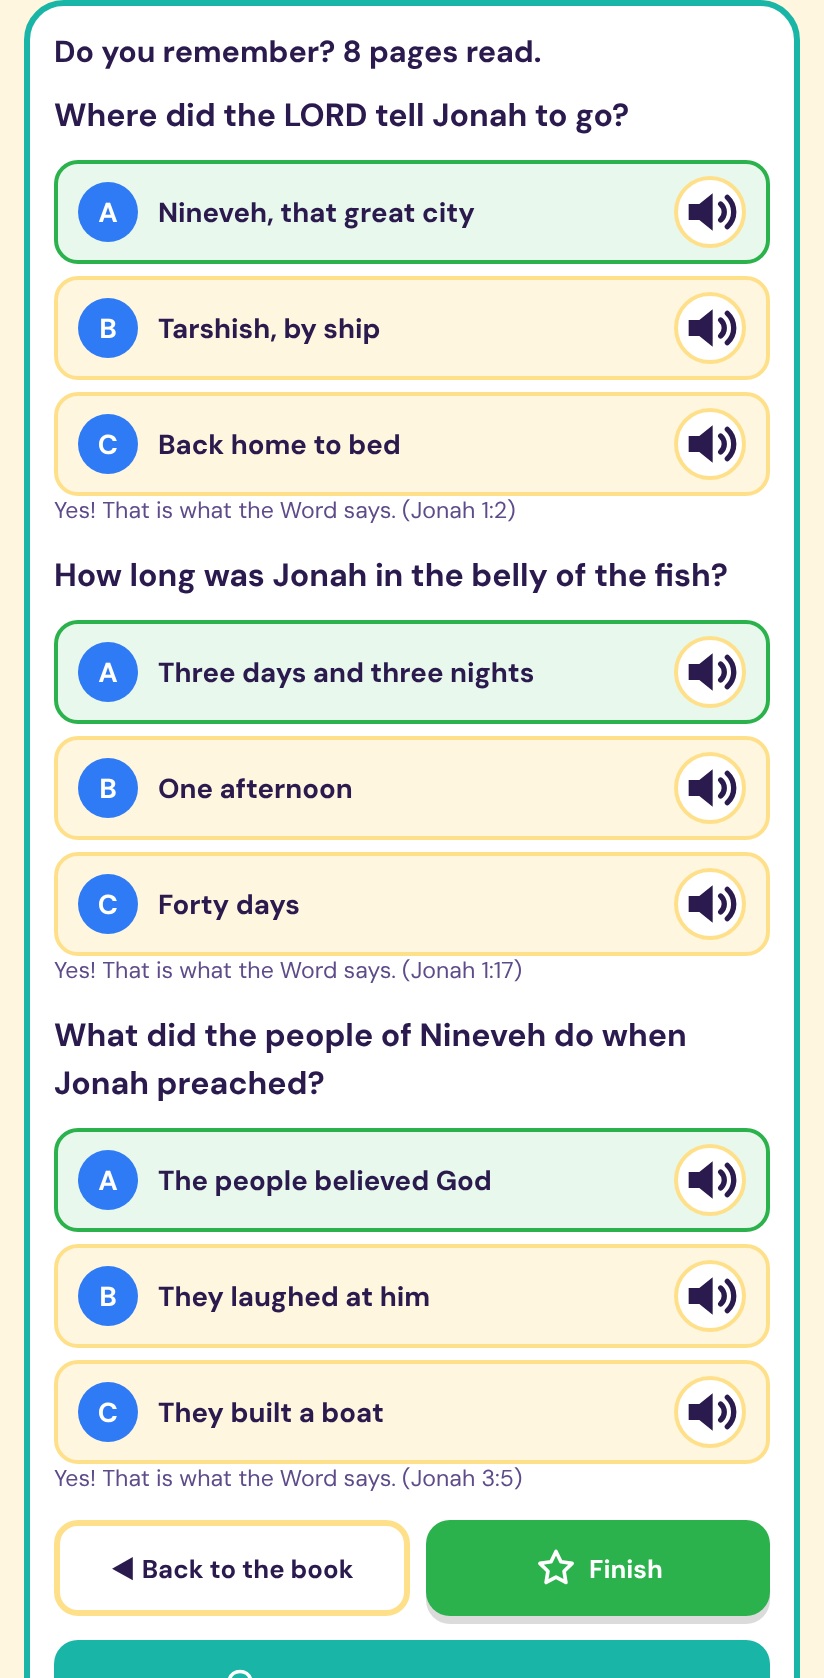 Do you remember? 8 pages read.
Where did the LORD tell Jonah to go?
A Nineveh, that great city
B Tarshish, by ship
C Back home to bed
Yes! That is what the Word says. (Jonah 1:2)
How long was Jonah in the belly of the fish?
A Three days and three nights
B One afternoon
C Forty days
Yes! That is what the Word says. (Jonah 1:17)
What did the people of Nineveh do when
Jonah preached?
A The people believed God
B They laughed at him
C They built a boat
Yes! That is what the Word says. (Jonah 3:5)
Back to the book
Finish